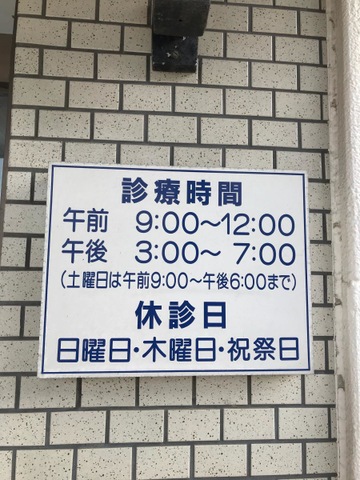 診療時間
午前 9:00〜12:00
午後 3:00〜 7:00
(土曜日は午前9:00〜午後6:00まで)
休診日
日曜日・木曜日・祝祭日